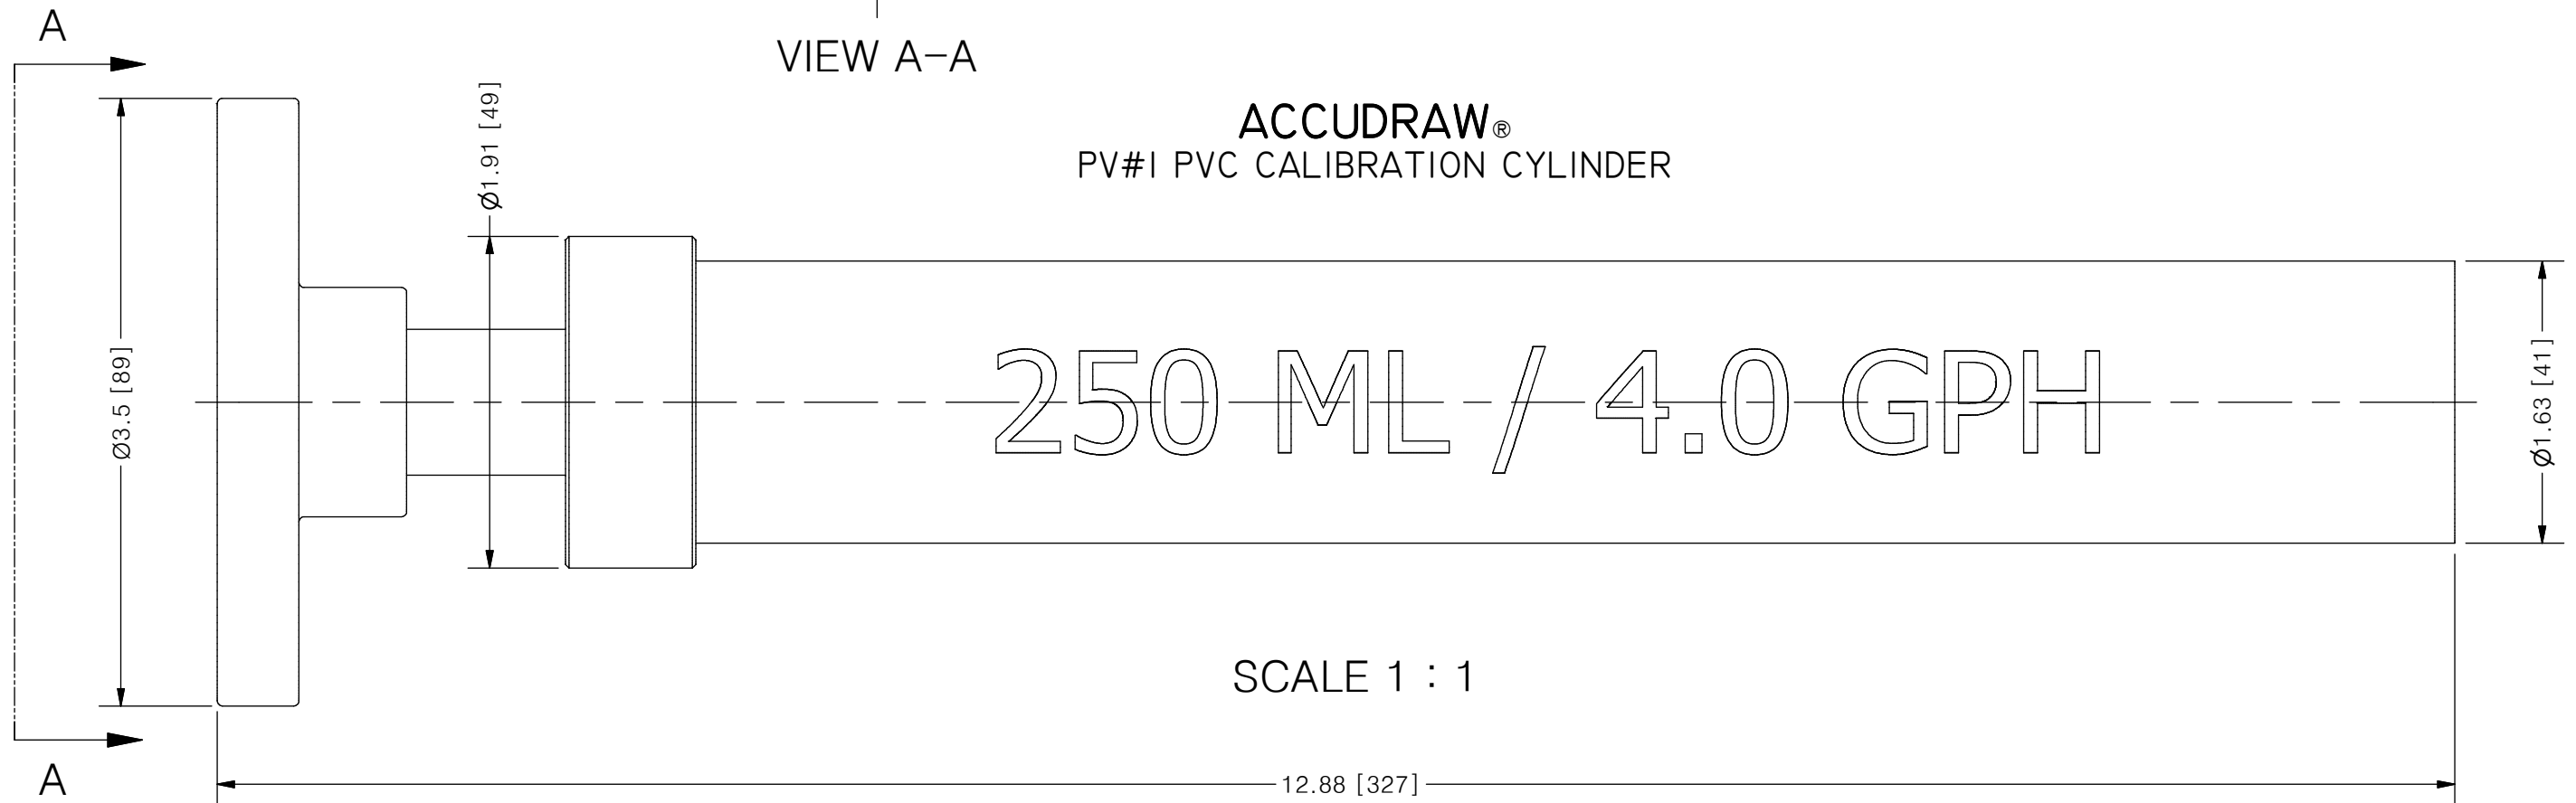 A
VIEW A-A
ACCUDRAW®
PV#1 PVC CALIBRATION CYLINDER
Ø1.91 [49]
Ø3.5 [89]
250 ML / 4.0 GPH
Ø1.63 [41]
SCALE 1 : 1
A
12.88 [327]